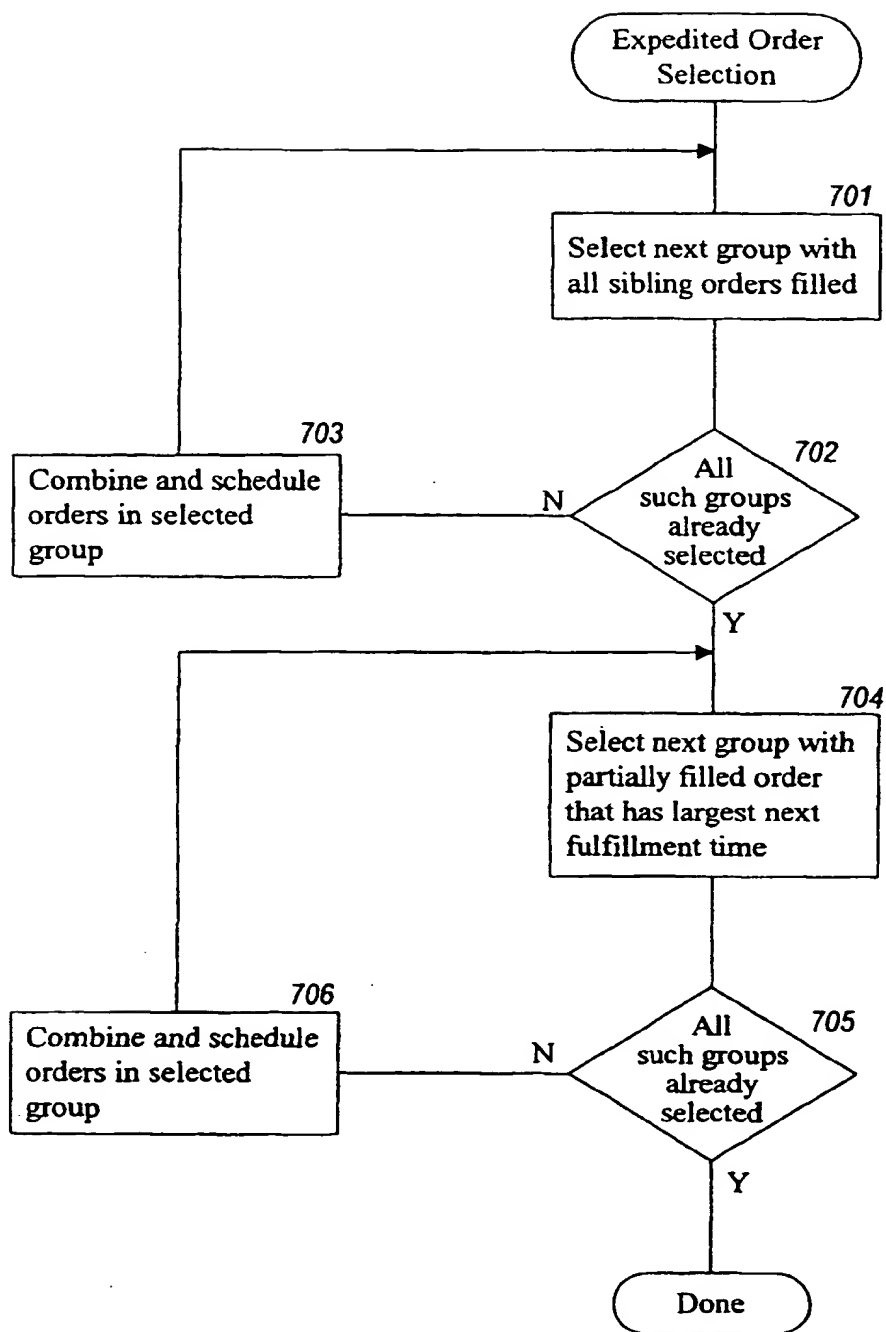 Expedited Order
Selection
701
Select next group with
all sibling orders filled
703
Combine and schedule
orders in selected
group
702
All
such groups
already
selected
N
Y
704
Select next group with
partially filled order
that has largest next
fulfillment time
706
Combine and schedule
orders in selected
group
705
All
such groups
already
selected
N
Y
Done